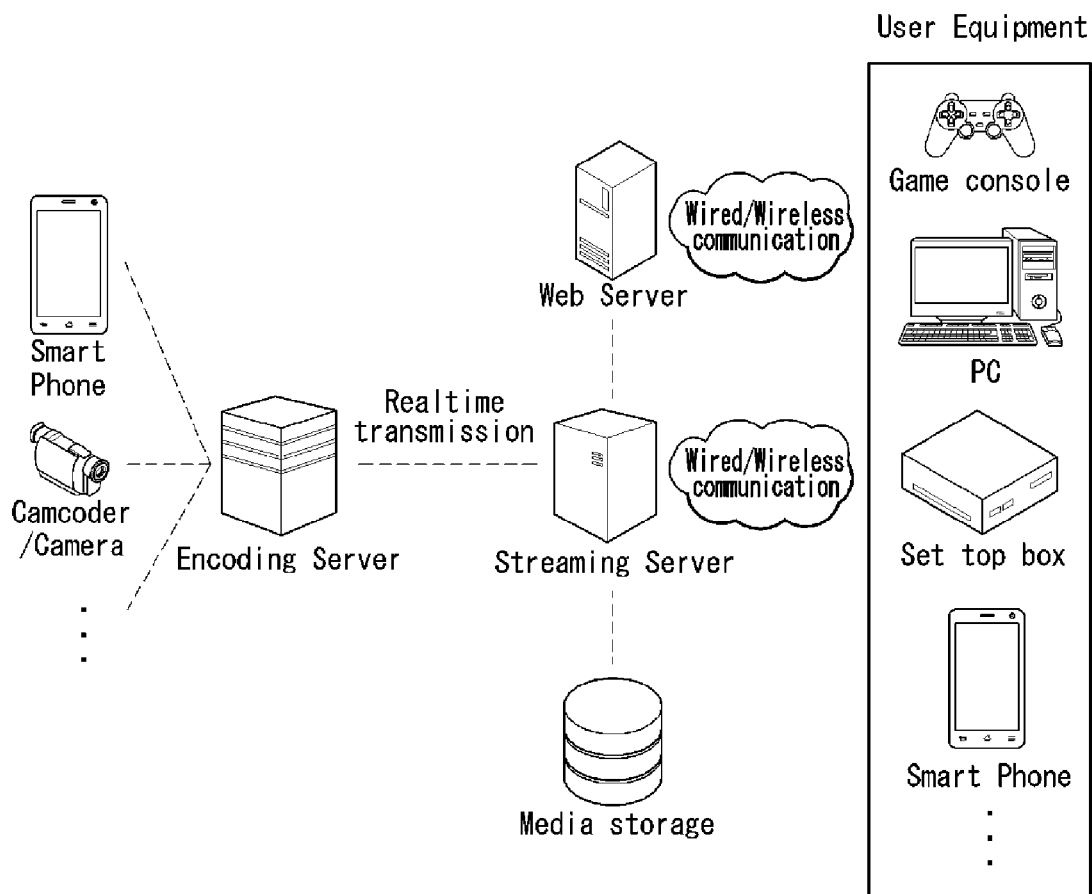 User Equipment
Game console
Wired/Wireless
communication
Web Server
Smart
Phone
PC
Realtime
transmission
Wired/Wireless
communication
Camcoder
/Camera
Encoding Server
Streaming Server
Set top box
Media storage
Smart Phone